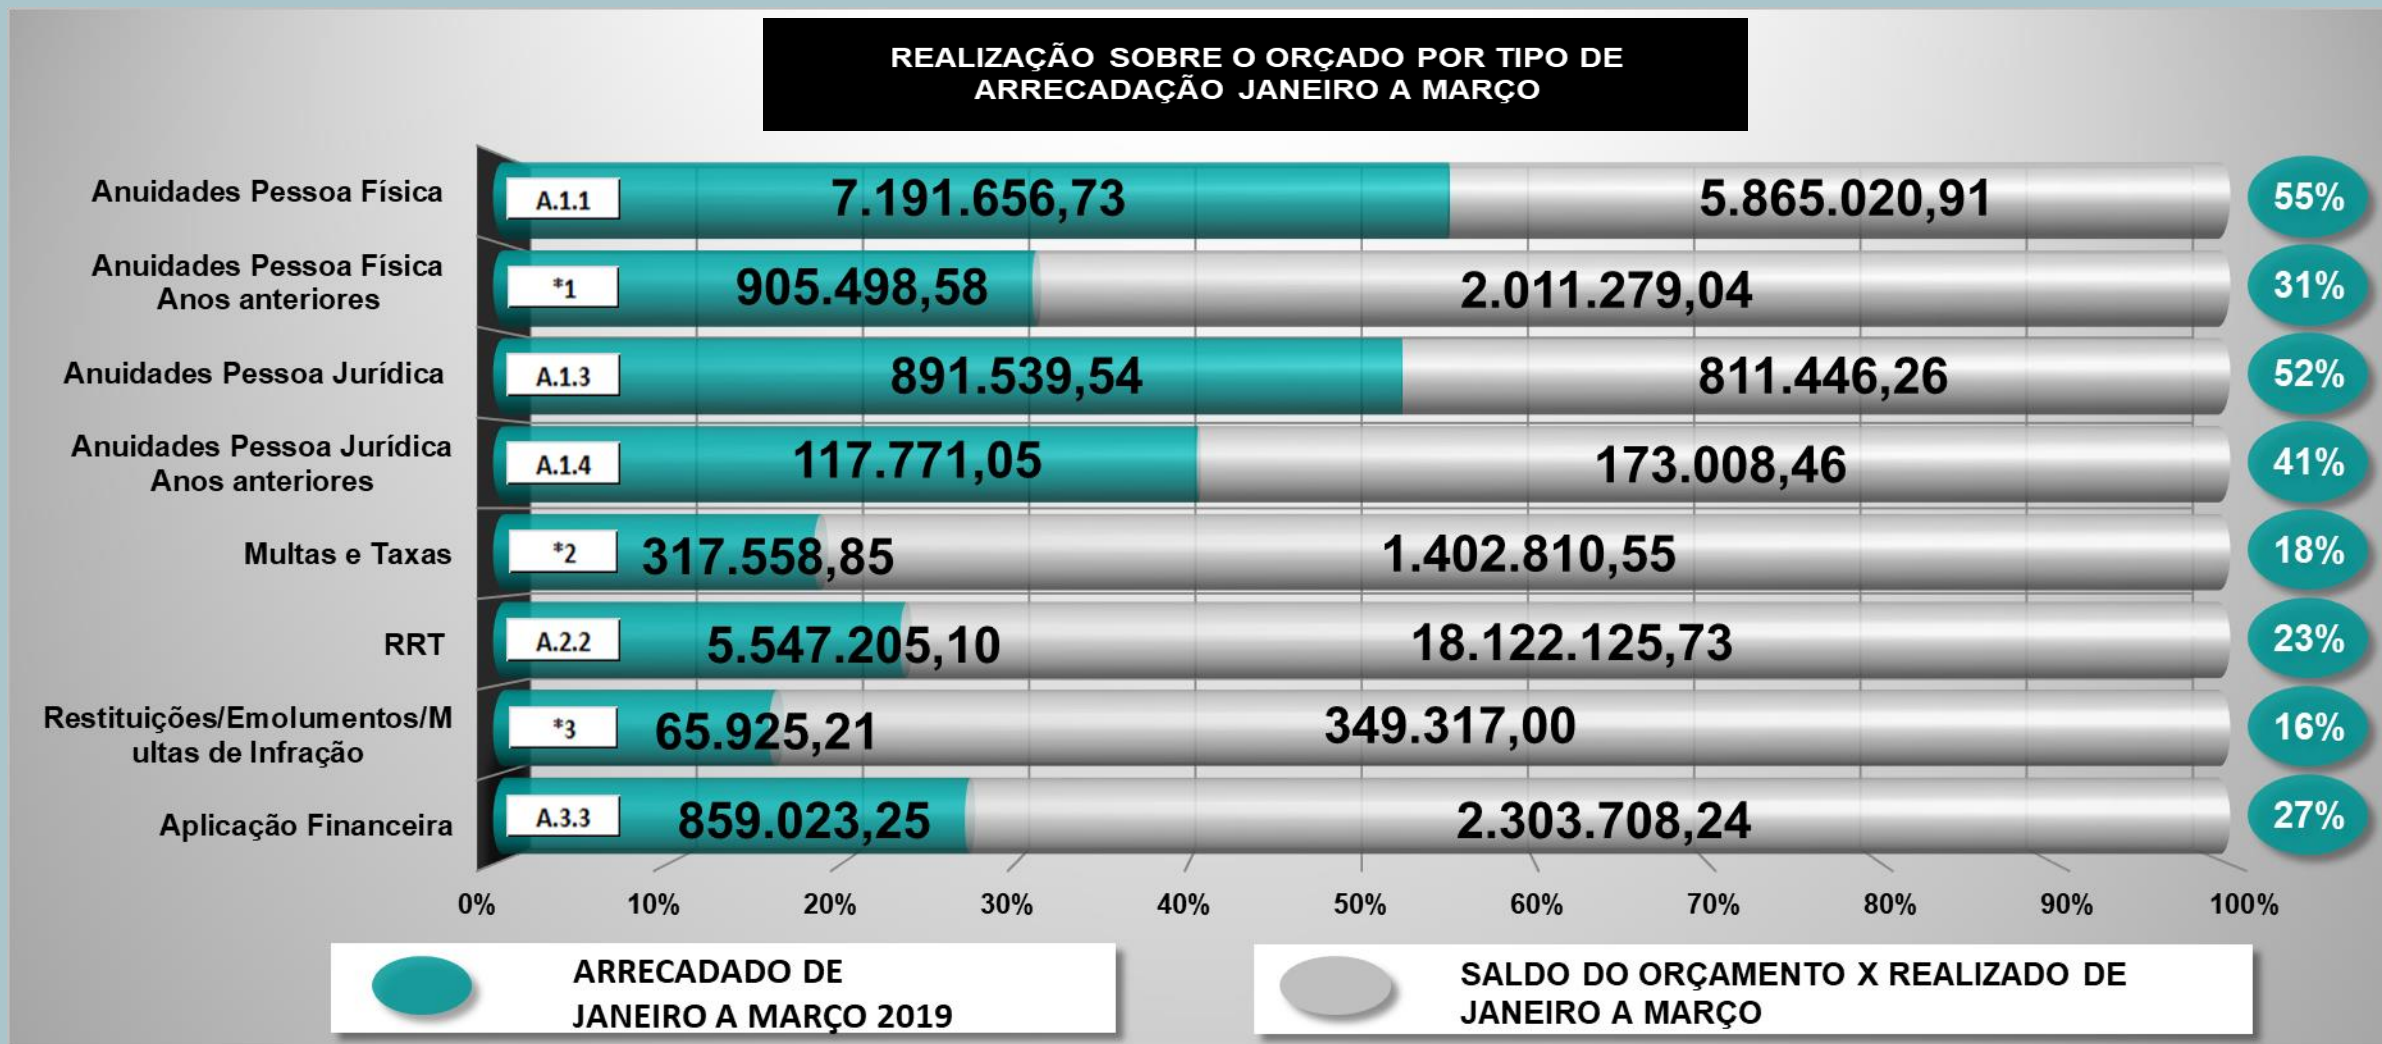 REALIZAÇÃO SOBRE O ORÇADO POR TIPO DE
ARRECADAÇÃO JANEIRO A MARÇO
Anuidades Pessoa Física
A.1.1
7.191.656,73
5.865.020,91
55%
Anuidades Pessoa Física
Anos anteriores
*1
905.498,58
2.011.279,04
31%
Anuidades Pessoa Jurídica
A.1.3
891.539,54
811.446,26
52%
Anuidades Pessoa Jurídica
Anos anteriores
A.1.4
117.771,05
173.008,46
41%
Multas e Taxas
*2
317.558,85
1.402.810,55
18%
RRT
A.2.2
5.547.205,10
18.122.125,73
23%
Restituições/Emolumentos/M
ultas de Infração
*3
65.925,21
349.317,00
16%
Aplicação Financeira
A.3.3
859.023,25
2.303.708,24
27%
0% 10% 20% 30% 40% 50% 60% 70% 80% 90% 100%
ARRECADADO DE
JANEIRO A MARÇO 2019
SALDO DO ORÇAMENTO X REALIZADO DE
JANEIRO A MARÇO